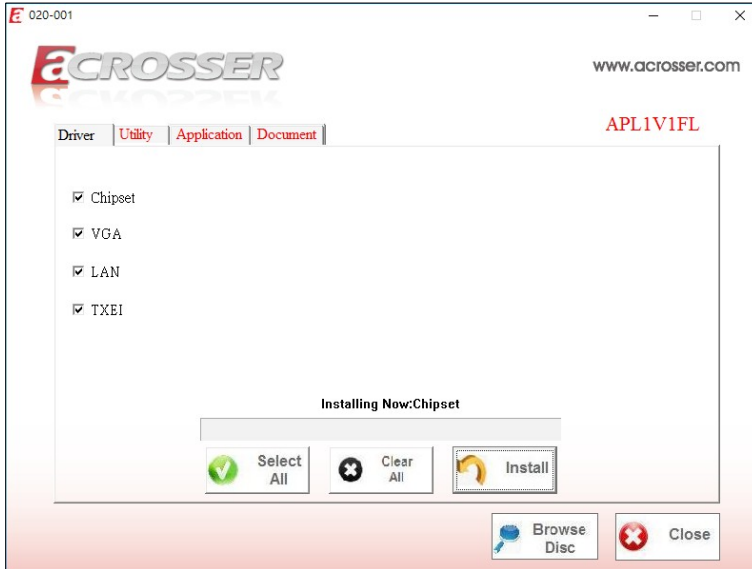 020-001
aCROSSER
www.acrosser.com
APL1V1FL
Driver Utility Application Document
Chipset
VGA
LAN
TXEI
Installing Now:Chipset
Select
All
Clear
All
Install
Browse
Disc
Close